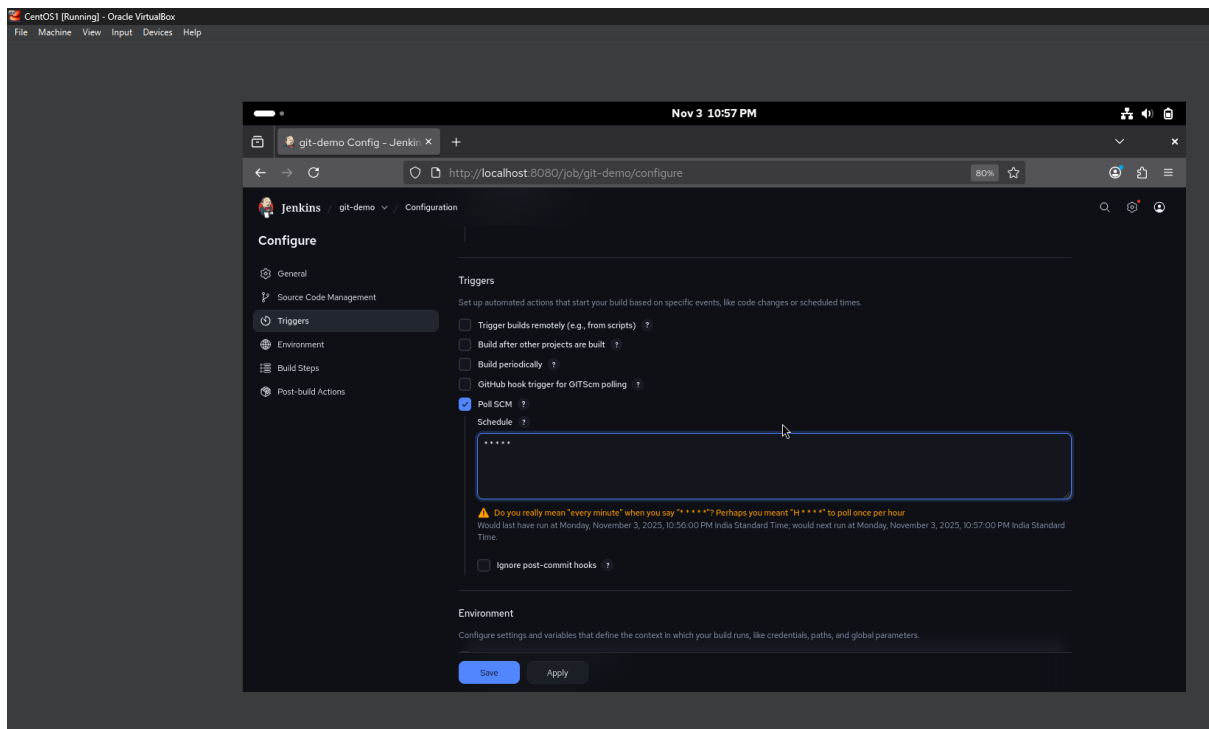 CentOS1 [Running] - Oracle VirtualBox
File Machine View Input Devices Help
Nov 3 10:57 PM
git-demo Config - Jenkin
http://localhost:8080/job/git-demo/configure
80%
Jenkins / git-demo / Configuration
Configure
General
Source Code Management
Triggers
Environment
Build Steps
Post-build Actions
Triggers
Set up automated actions that start your build based on specific events, like code changes or scheduled times.
Trigger builds remotely (e.g., from scripts) ?
Build after other projects are built ?
Build periodically ?
GitHub hook trigger for GITScm polling ?
Poll SCM ?
Schedule ?
* * * * *
Do you really mean "every minute" when you say "* * * * *"? Perhaps you meant "H * * * *" to poll once per hour
Would last have run at Monday, November 3, 2025, 10:56:00 PM India Standard Time; would next run at Monday, November 3, 2025, 10:57:00 PM India Standard
Time.
Ignore post-commit hooks ?
Environment
Configure settings and variables that define the context in which your build runs, like credentials, paths, and global parameters.
Save Apply